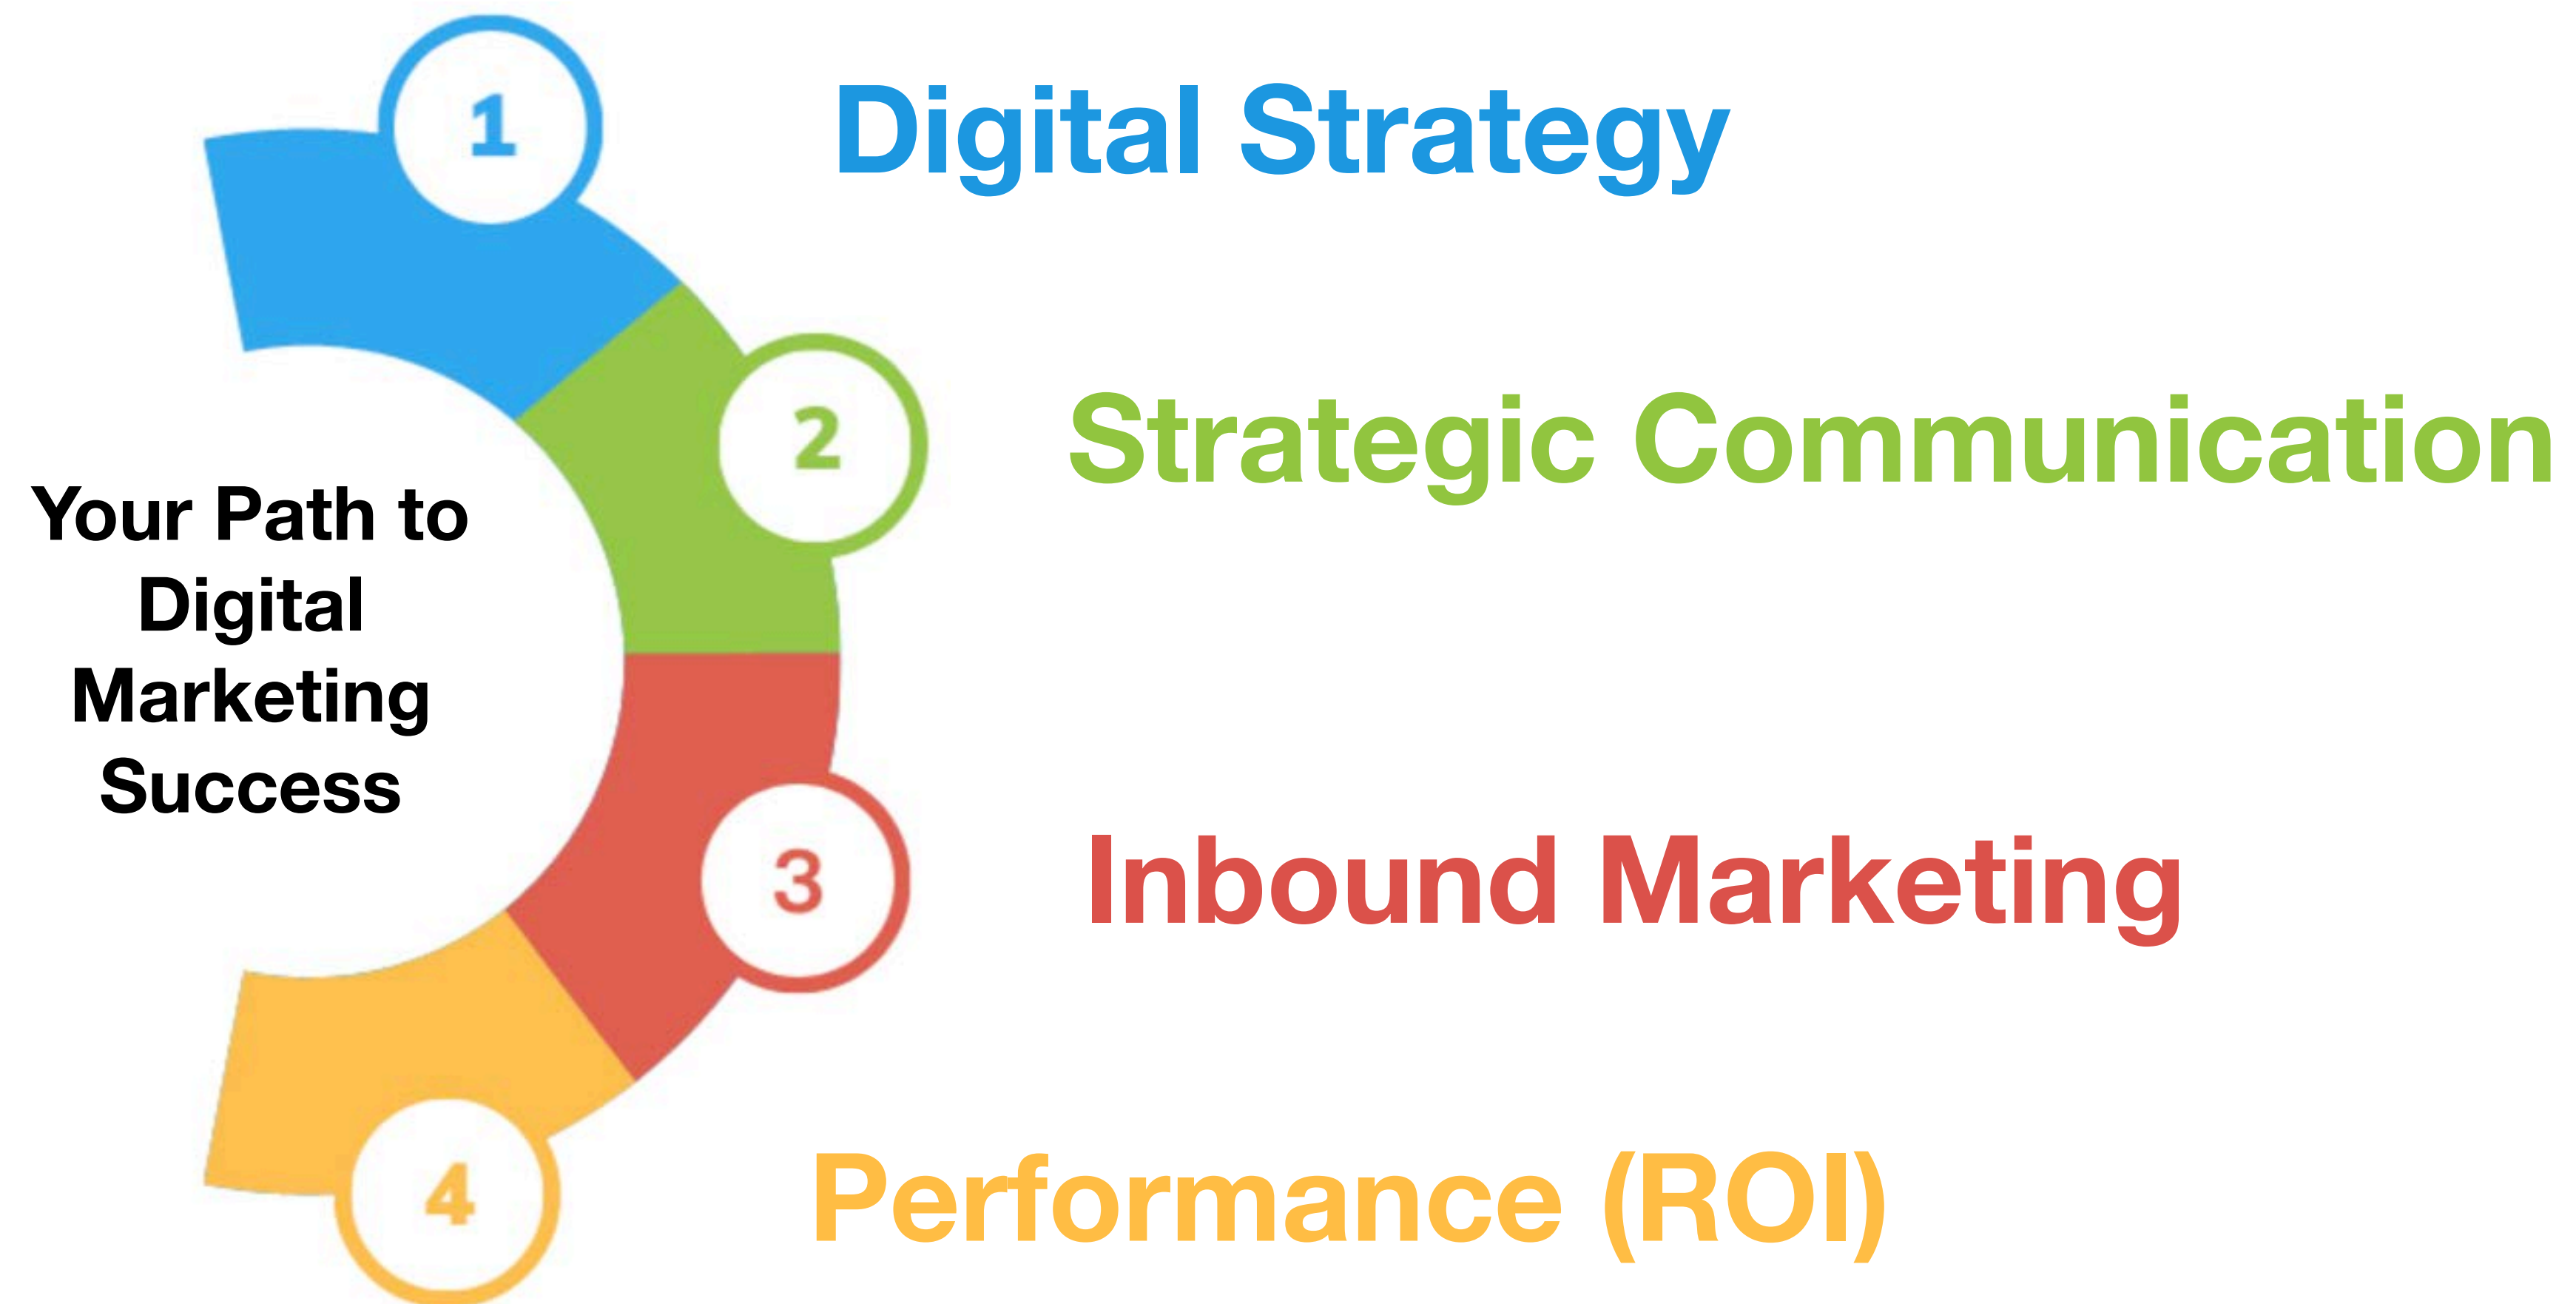 1
Digital Strategy
2
Strategic Communication
Your Path to
Digital
Marketing
Success
3
Inbound Marketing
4
Performance (ROI)